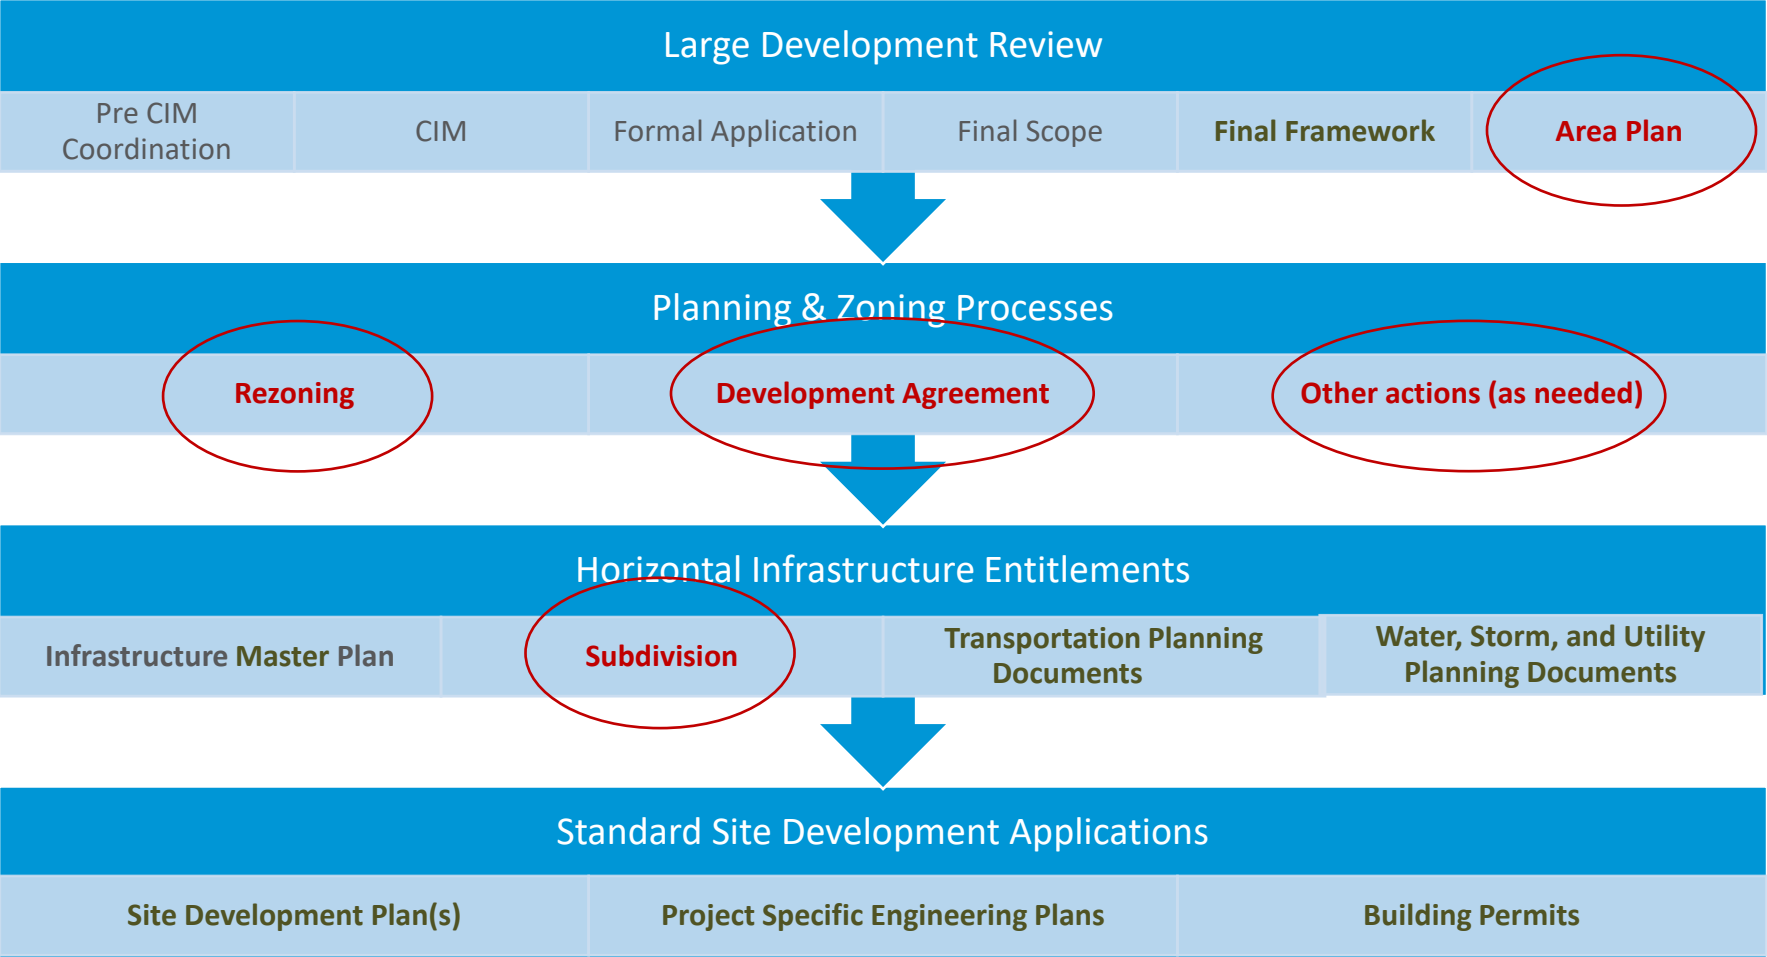 Large Development Review
Pre CIM
Coordination
CIM
Formal Application
Final Scope
Final Framework
Area Plan
Planning & Zoning Processes
Rezoning
Development Agreement
Other actions (as needed)
Horizontal Infrastructure Entitlements
Infrastructure Master Plan
Subdivision
Transportation Planning
Documents
Water, Storm, and Utility
Planning Documents
Standard Site Development Applications
Site Development Plan(s)
Project Specific Engineering Plans
Building Permits